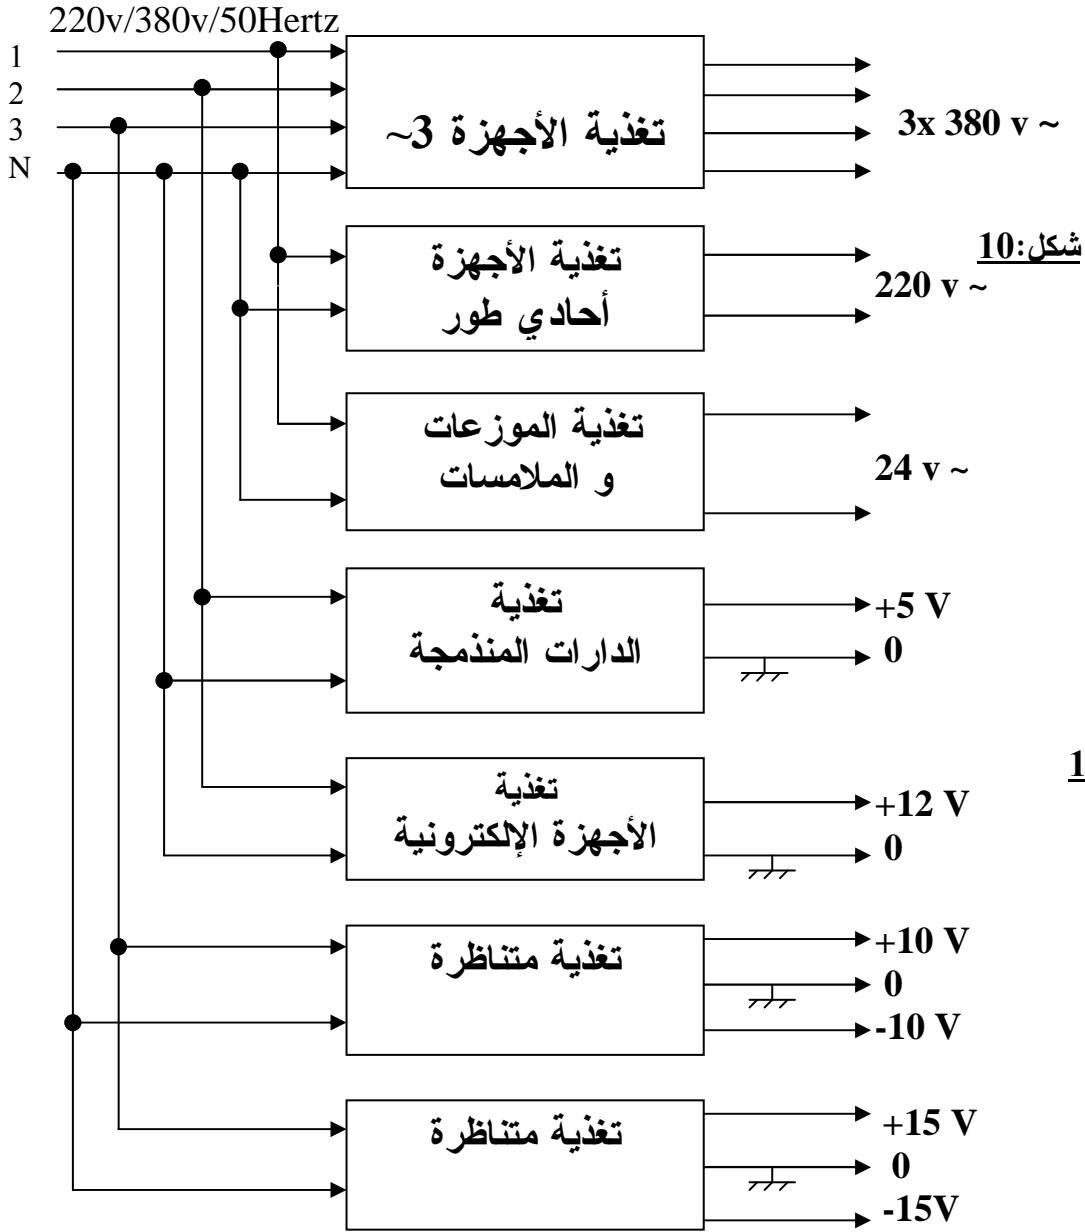 220v/380v/50Hertz
1
2
3
N
تغذية الأجهزة 3~
3x 380 v ~
شكل:10
تغذية الأجهزة
أحادي طور
220 v ~
تغذية الموزعات
و الملامسات
24 v ~
تغذية
الدارات المنذمجة
+5 V
0
1
تغذية
الأجهزة الإلكترونية
+12 V
0
تغذية متناظرة
+10 V
0
-10 V
تغذية متناظرة
+15 V
0
-15V